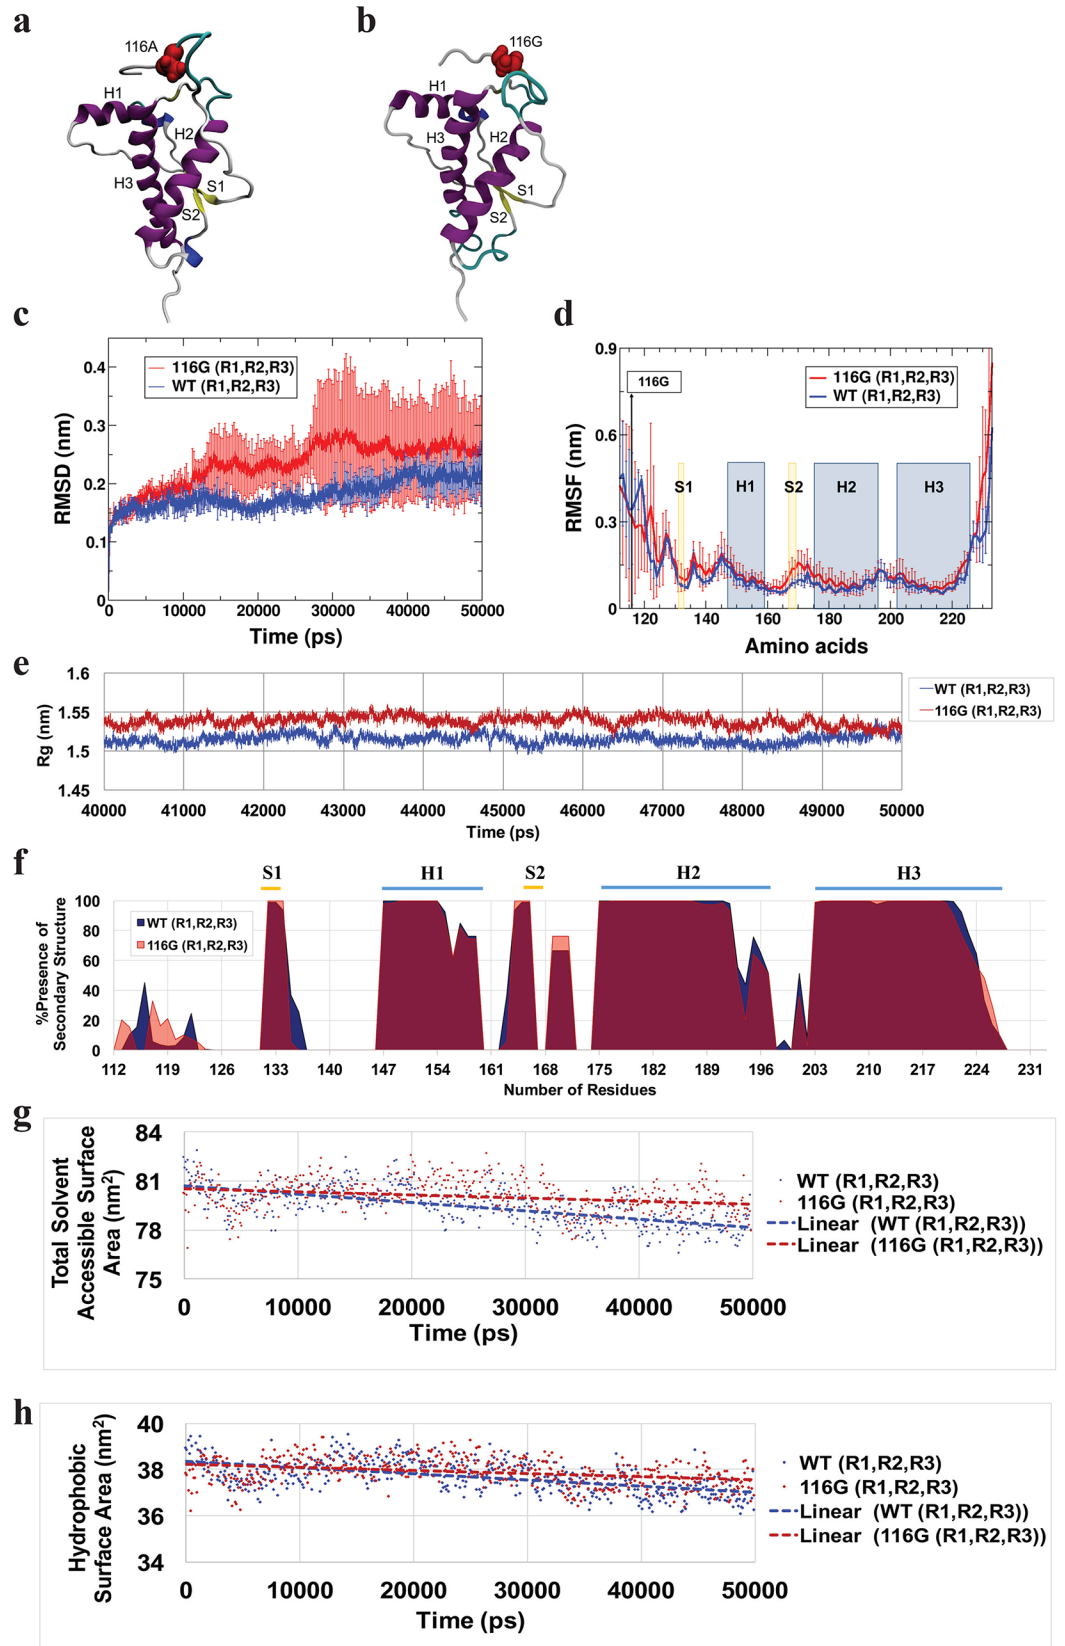 a
116A
H1
H2
H3
S1
S2
b
116G
H1
H3
H2
S1
S2
c
RMSD (nm)
0.4
0.3
0.2
0.1
0
116G (R1,R2,R3)
WT (R1,R2,R3)
0 10000 20000 30000 40000 50000
Time (ps)
d
RMSF (nm)
0.9
0.6
0.3
0
116G
116G (R1,R2,R3)
WT (R1,R2,R3)
S1 H1 S2 H2 H3
120 140 160 180 200 220
Amino acids
e
Rg (nm)
1.6
1.55
1.5
1.45
40000 41000 42000 43000 44000 45000 46000 47000 48000 49000 50000
Time (ps)
WT (R1,R2,R3)
116G (R1,R2,R3)
f
S1 H1 S2 H2 H3
%Presence of
Secondary Structure
100
80
60
40
20
0
WT (R1,R2,R3)
116G (R1,R2,R3)
112 119 126 133 140 147 154 161 168 175 182 189 196 203 210 217 224 231
Number of Residues
g
Total Solvent
Accessible Surface
Area (nm²)
84
81
78
75
0 10000 20000 30000 40000 50000
Time (ps)
WT (R1,R2,R3)
116G (R1,R2,R3)
Linear (WT (R1,R2,R3))
Linear (116G (R1,R2,R3))
h
Hydrophobic
Surface Area (nm²)
40
38
36
34
0 10000 20000 30000 40000 50000
Time (ps)
WT (R1,R2,R3)
116G (R1,R2,R3)
Linear (WT (R1,R2,R3))
Linear (116G (R1,R2,R3))